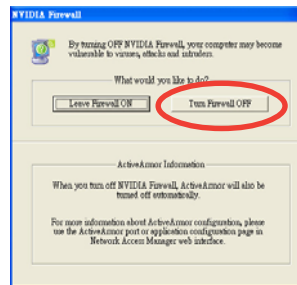 NVIDIA Firewall
By turning OFF NVIDIA Firewall, your computer may become
vulnerable to viruses, attacks and intruders.
What would you like to do?
Leave Firewall ON
Turn Firewall OFF
ActiveArmor Information
When you turn off NVIDIA Firewall, ActiveArmor will also be
turned off automatically.
For more information about ActiveArmor configuration, please
use the ActiveArmor port or application configuration page in
Network Access Manager web interface.